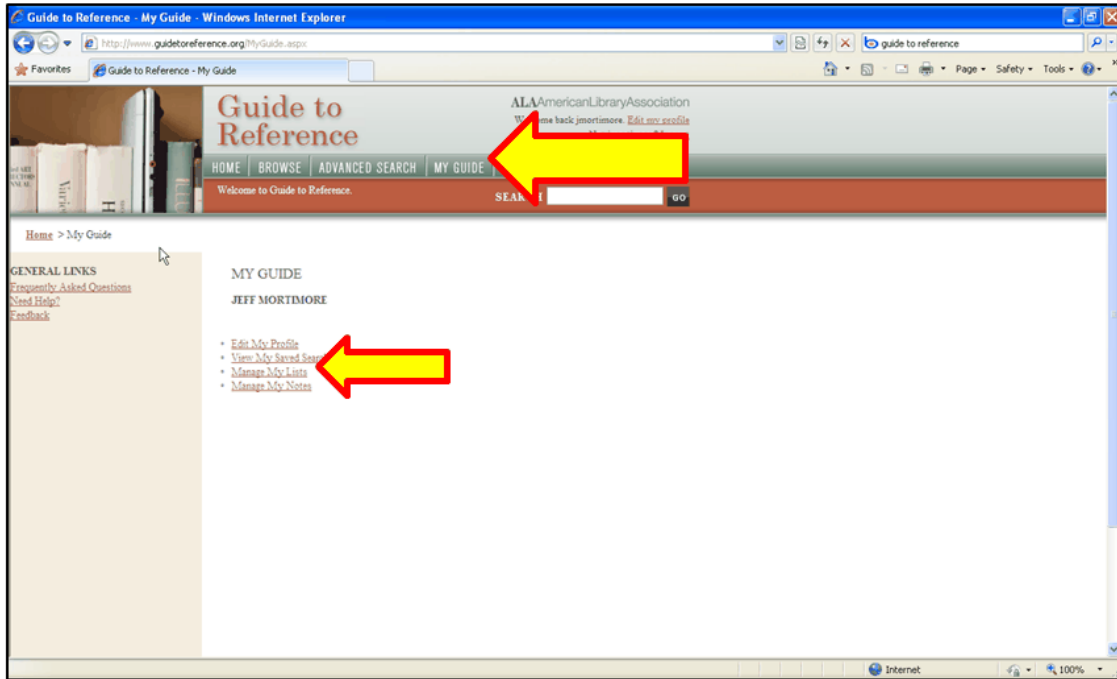 Guide to Reference - My Guide - Windows Internet Explorer
http://www.guidetoreference.org/MyGuide.aspx
guide to reference
Favorites
Guide to Reference - My Guide
Page
Safety
Tools
Guide to
Reference
ALAAmericanLibraryAssociation
back jmortimore. Edit my profile
HOME BROWSE ADVANCED SEARCH MY GUIDE
Welcome to Guide to Reference.
GO
Home > My Guide
GENERAL LINKS
Frequently Asked Questions
Need Help?
Feedback
MY GUIDE
JEFF MORTIMORE
Edit My Profile
View My Saved
Manage My Lists
Manage My Notes
Internet
100%